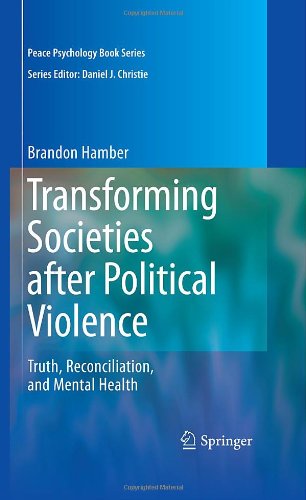 Peace Psychology Book Series
Series Editor: Daniel J. Christie
Brandon Hamber
Transforming
Societies
after Political
Violence
Truth, Reconciliation,
and Mental Health
Springer